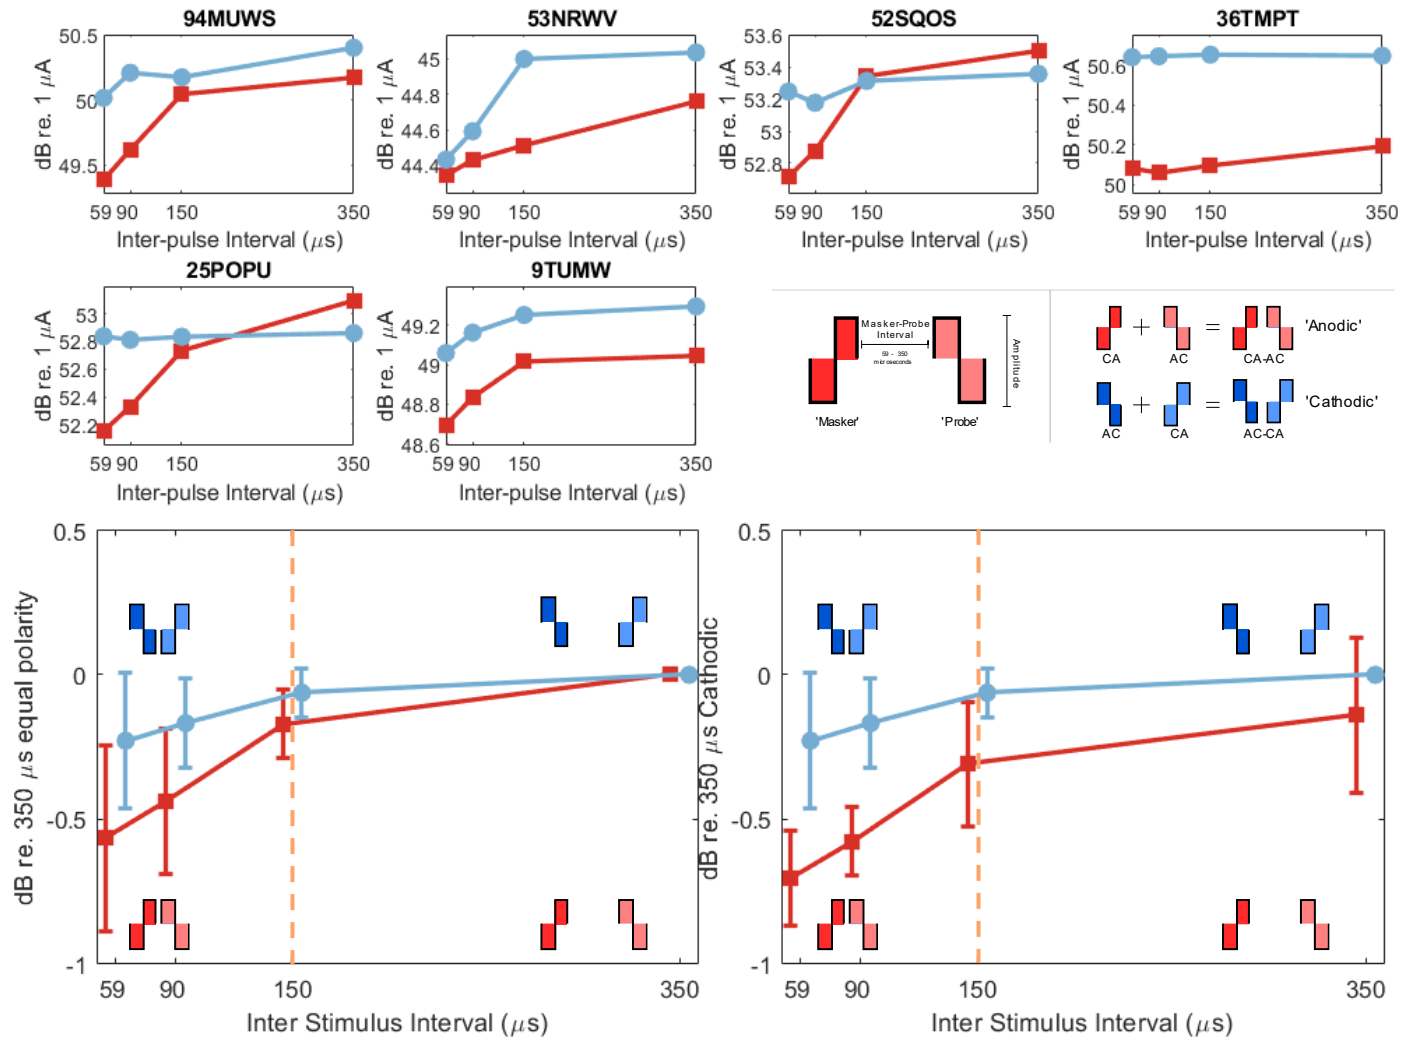 94MUWS
53NRWV
52SQOS
36TMPT
dB re. 1 μA
50.5
50
49.5
59 90 150 350
Inter-pulse Interval (μs)
dB re. 1 μA
45
44.8
44.6
44.4
59 90 150 350
Inter-pulse Interval (μs)
dB re. 1 μA
53.6
53.4
53.2
53
52.8
59 90 150 350
Inter-pulse Interval (μs)
dB re. 1 μA
50.6
50.4
50.2
50
59 90 150 350
Inter-pulse Interval (μs)
25POPU
9TUMW
dB re. 1 μA
53
52.8
52.6
52.4
52.2
59 90 150 350
Inter-pulse Interval (μs)
dB re. 1 μA
49.2
49
48.8
48.6
59 90 150 350
Inter-pulse Interval (μs)
Masker-Probe
Interval
59 - 350
microseconds
Amplitude
'Masker'
'Probe'
+ = 'Anodic'
CA AC CA-AC
+ = 'Cathodic'
AC CA AC-CA
dB re. 350 μs equal polarity
0.5
0
-0.5
-1
59 90 150 350
Inter Stimulus Interval (μs)
dB re. 350 μs Cathodic
0.5
0
-0.5
-1
59 90 150 350
Inter Stimulus Interval (μs)